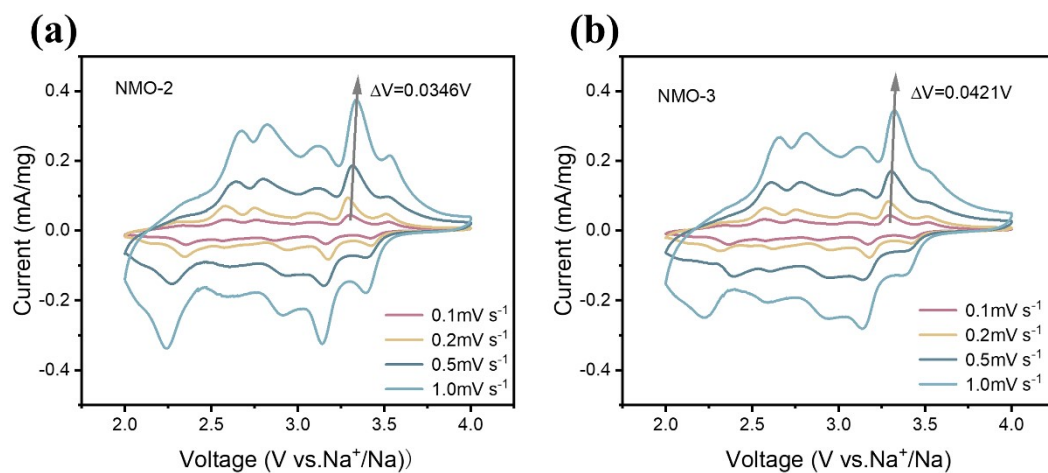 (a)
NMO-2
ΔV=0.0346V
0.4
0.2
0.0
-0.2
-0.4
Current (mA/mg)
0.1mV s⁻¹
0.2mV s⁻¹
0.5mV s⁻¹
1.0mV s⁻¹
2.0 2.5 3.0 3.5 4.0
Voltage (V vs.Na⁺/Na)）
(b)
NMO-3
ΔV=0.0421V
0.4
0.2
0.0
-0.2
-0.4
Current (mA/mg)
0.1mV s⁻¹
0.2mV s⁻¹
0.5mV s⁻¹
1.0mV s⁻¹
2.0 2.5 3.0 3.5 4.0
Voltage (V vs.Na⁺/Na)